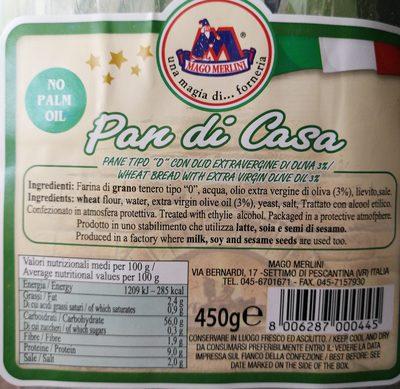 MAGO MERLINI
una magia di... forneria
NO
PALM
OIL
Pan di Casa
PANE TIPO "0" CON OLIO EXTRAVERGINE DI OLIVA 3%/
WHEAT BREAD WITH EXTRA VIRGIN OLIVE OIL 3%
Ingredienti: Farina di grano tenero tipo "0", acqua, olio extra vergine di oliva (3%), lievito,sale.
Ingredients: wheat flour, water, extra virgin olive oil (3%), yeast, salt, Trattato con alcool etilico.
Confezionato in atmosfera protettiva. Treated with ethylic alcohol. Packaged in a protective atmofphere.
Prodotto in uno stabilimento che utilizza latte, soia e semi di sesamo.
Produced in a factory where milk, soy and sesame seeds are used too.
Valori nutrizionali medi per 100 g /
Average nutritional values per 100 g
Energia / Energy 1209 kJ - 285 kcal
Grassi / Fat 2,4 g
Di cui acidi grassi saturi / of which saturates 0,9 g
Carboidrati / Carbohydrate 56,0 g
Di cui zuccheri / of which sugars 0,3 g
Fibre / Fibre 1,9 g
Proteine / Protein 9,0 g
Sale / Salt 2,0 g
MAGO MERLINI
VIA BERNARDI, 17 -SETTIMO DI PESCANTINA (VR) ITALIA
TEL. 045-6701671 - FAX. 045-7157930
450g e
8 006287 000445
CONSERVARE IN LUOGO FRESCO ED ASCIUTTO. / KEEP COOL AND DRY
DA CONSUMARSI PREFERIBILMENTE ENTRO IL: VEDERE LA DATA
IMPRESSA SUL FIANCO DELLA CONFEZIONE / BEST BEFORE: SEE
DATE MARKED ON THE SIDE OF THE BOX.